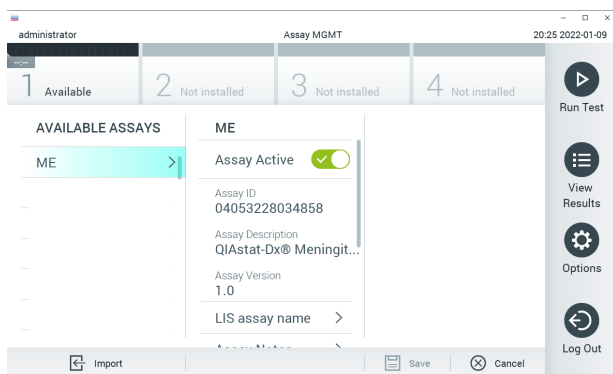 administrator
Assay MGMT
20:25 2022-01-09
--:--
1 Available
2 Not installed
3 Not installed
4 Not installed
Run Test
AVAILABLE ASSAYS
ME
ME
Assay Active
Assay ID
04053228034858
Assay Description
QIAstat-Dx® Meningit...
Assay Version
1.0
LIS assay name
Assay Notes
View
Results
Options
Log Out
Import
Save
Cancel